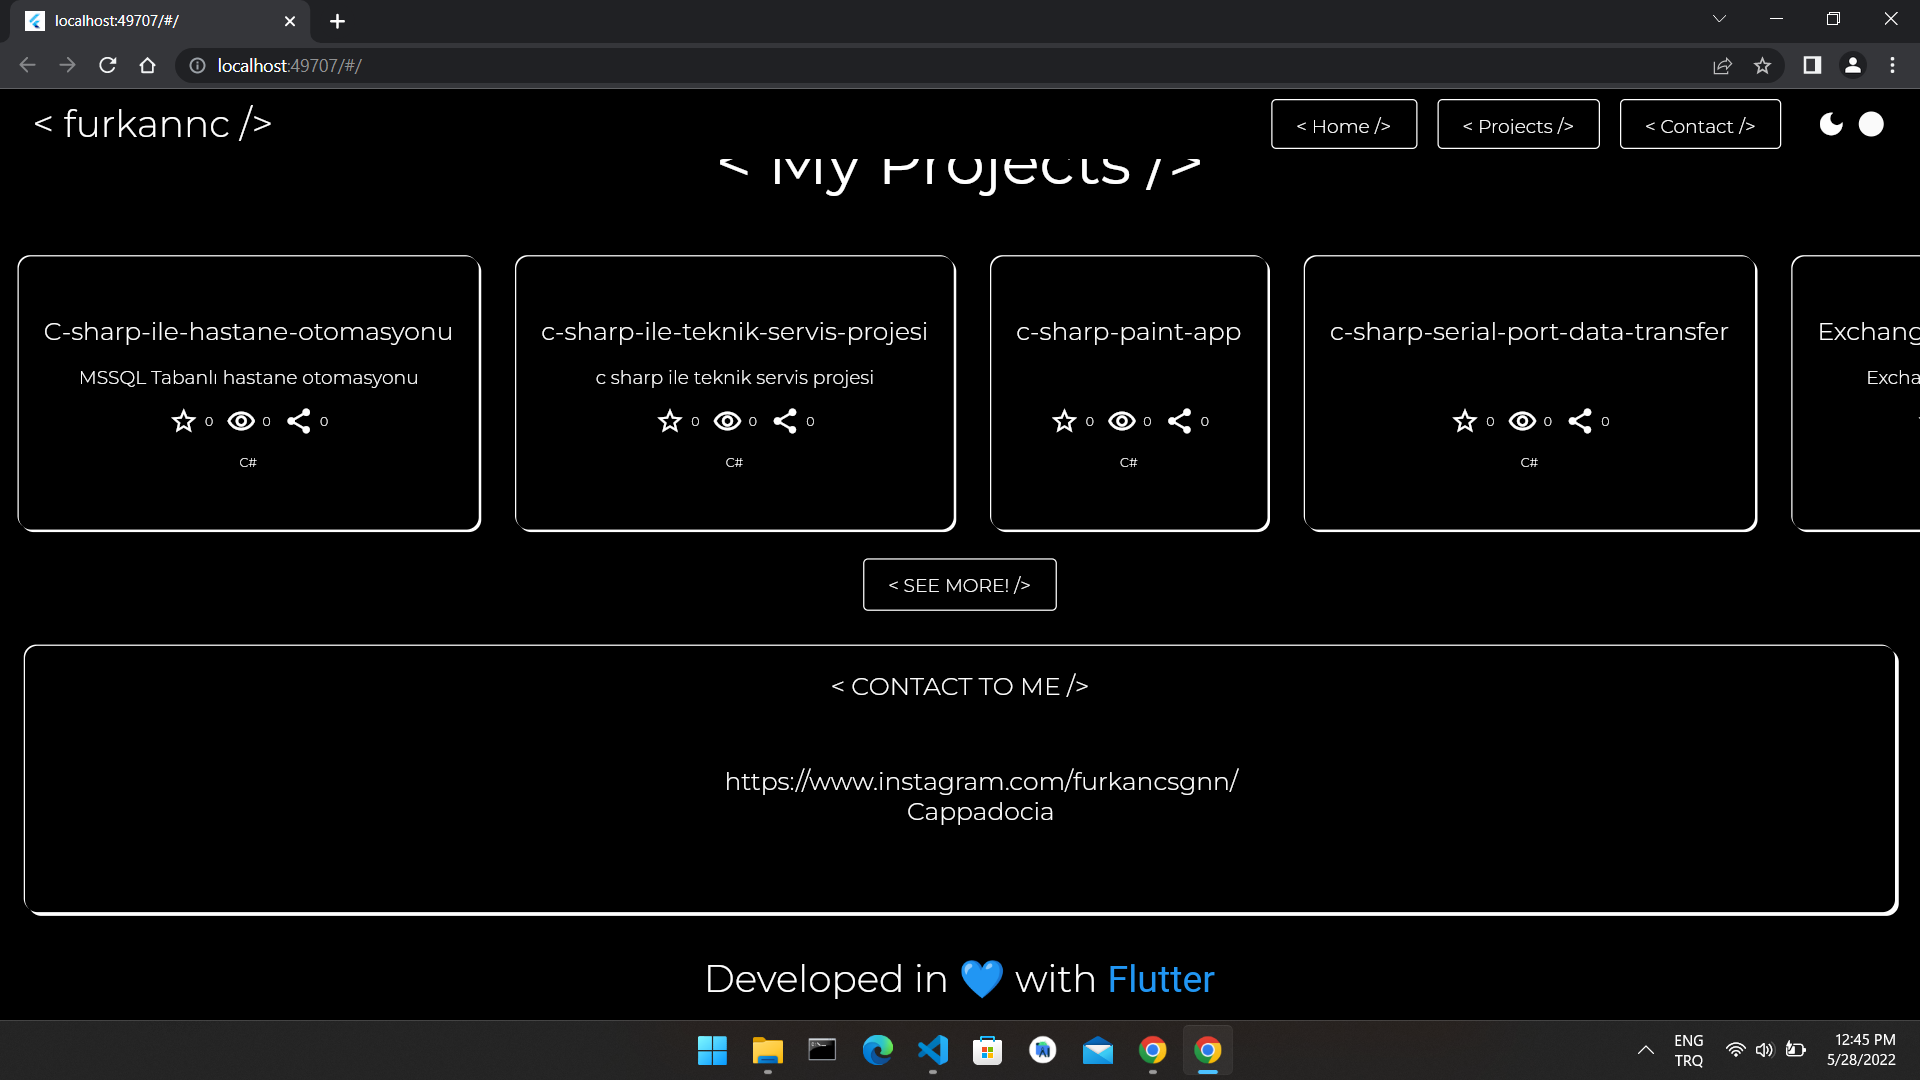 localhost:49707/#/
localhost:49707/#/
< furkannc />
< Home />
< Projects />
< Contact />
< My Projects />
C-sharp-ile-hastane-otomasyonu
MSSQL Tabanlı hastane otomasyonu
0 0 0
C#
c-sharp-ile-teknik-servis-projesi
c sharp ile teknik servis projesi
0 0 0
C#
c-sharp-paint-app
0 0 0
C#
c-sharp-serial-port-data-transfer
0 0 0
C#
Exchang
Excha
< SEE MORE! />
< CONTACT TO ME />
https://www.instagram.com/furkancsgnn/
Cappadocia
Developed in 💙 with Flutter
ENG
TRQ
12:45 PM
5/28/2022